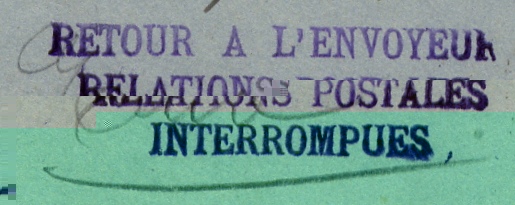 RETOUR A L'ENVOYEUR
RELATIONS POSTALES
INTERROMPUES,